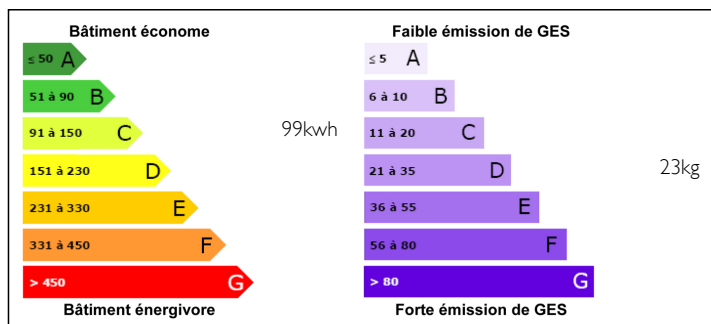 Bâtiment économe
≤ 50 A
51 à 90 B
91 à 150 C
99kwh
151 à 230 D
231 à 330 E
331 à 450 F
> 450 G
Bâtiment énergivore
Faible émission de GES
≤ 5 A
6 à 10 B
11 à 20 C
21 à 35 D
23kg
36 à 55 E
56 à 80 F
> 80 G
Forte émission de GES